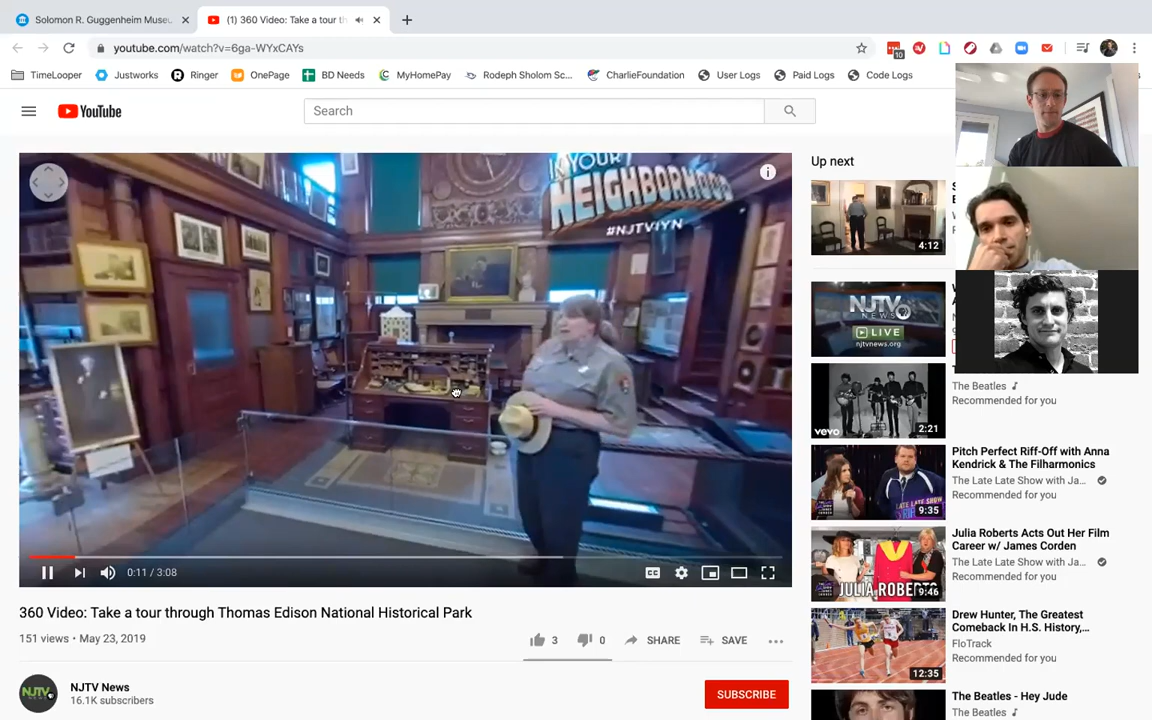 Solomon R. Guggenheim Museu
(1) 360 Video: Take a tour th
youtube.com/watch?v=6ga-WYxCAYs
10
TimeLooper
Justworks
Ringer
OnePage
BD Needs
MyHomePay
Rodeph Sholom Sc...
CharlieFoundation
User Logs
Paid Logs
Code Logs
YouTube
Search
IN YOUR
NEIGHBORHOOD
#NJTVIYN
0:11 / 3:08
CC
360 Video: Take a tour through Thomas Edison National Historical Park
151 views • May 23, 2019
3
0
SHARE
SAVE
NJTV NEWS
NJTV News
16.1K subscribers
SUBSCRIBE
Up next
4:12
NJTV
NEWS
LIVE
njtvnews.org
The Beatles
Recommended for you
vevo
2:21
Pitch Perfect Riff-Off with Anna
Kendrick & The Filharmonics
The Late Late Show with Ja...
Recommended for you
9:35
Julia Roberts Acts Out Her Film
Career w/ James Corden
The Late Late Show with Ja...
Recommended for you
JULIA ROBERTS
9:46
Drew Hunter, The Greatest
Comeback In H.S. History,...
FloTrack
Recommended for you
12:35
The Beatles - Hey Jude
The Beatles